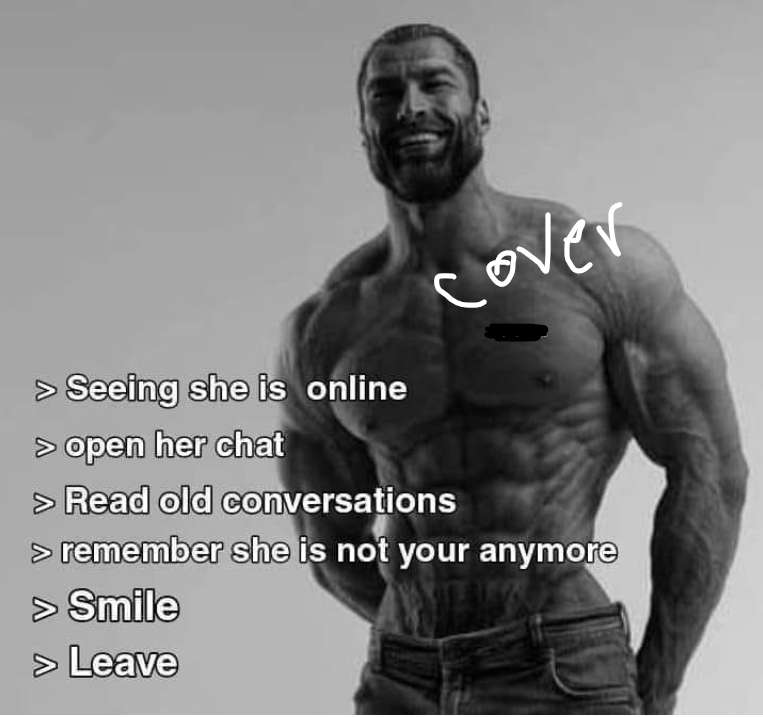 cover
> Seeing she is online
> open her chat
> Read old conversations
> remember she is not your anymore
> Smile
> Leave